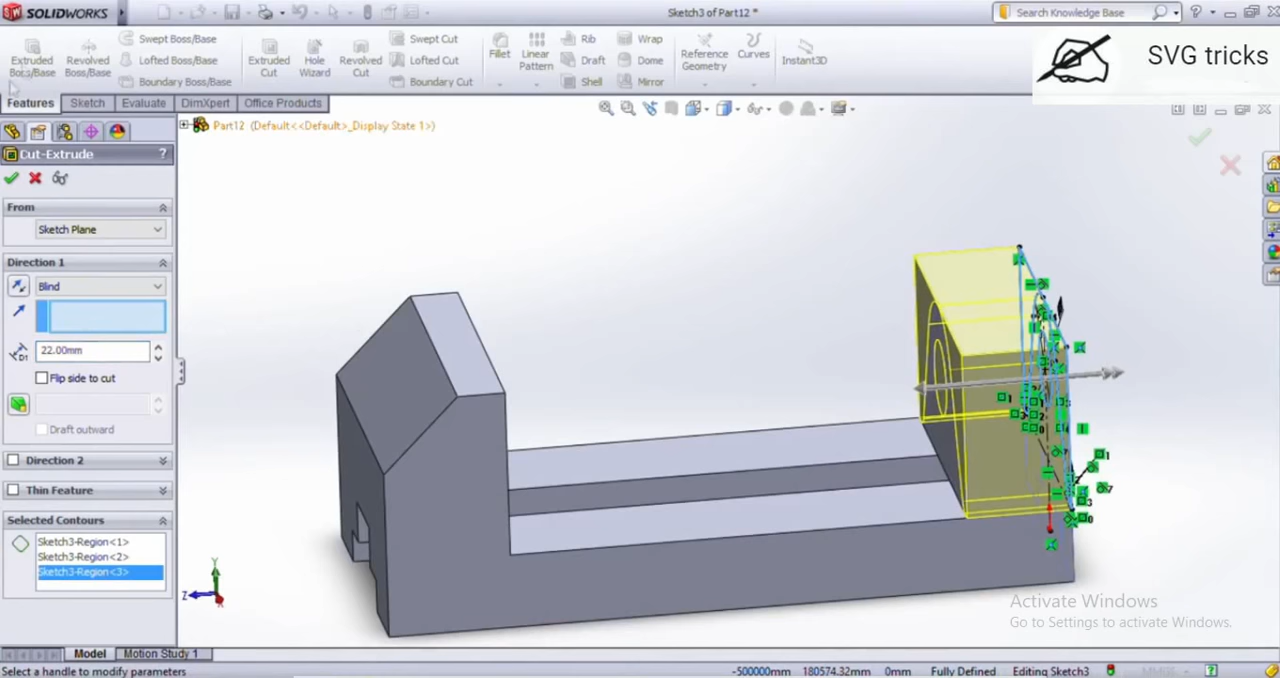 SOLIDWORKS
Sketch3 of Part12 *
Search Knowledge Base
SVG tricks
Extruded Boss/Base
Revolved Boss/Base
Swept Boss/Base
Lofted Boss/Base
Boundary Boss/Base
Extruded Cut
Hole Wizard
Revolved Cut
Swept Cut
Lofted Cut
Boundary Cut
Fillet
Linear Pattern
Rib
Draft
Shell
Wrap
Dome
Mirror
Reference Geometry
Curves
Instant3D
Features
Sketch
Evaluate
DimXpert
Office Products
Part12 (Default<<Default>_Display State 1>)
Cut-Extrude
?
From
Sketch Plane
Direction 1
Blind
22.00mm
Flip side to cut
Draft outward
Direction 2
Thin Feature
Selected Contours
Sketch3-Region<1>
Sketch3-Region<2>
Sketch3-Region<3>
Y
Z
X
Activate Windows
Go to Settings to activate Windows.
Model
Motion Study 1
Select a handle to modify parameters
-500000mm
180574.32mm
0mm
Fully Defined
Editing Sketch3